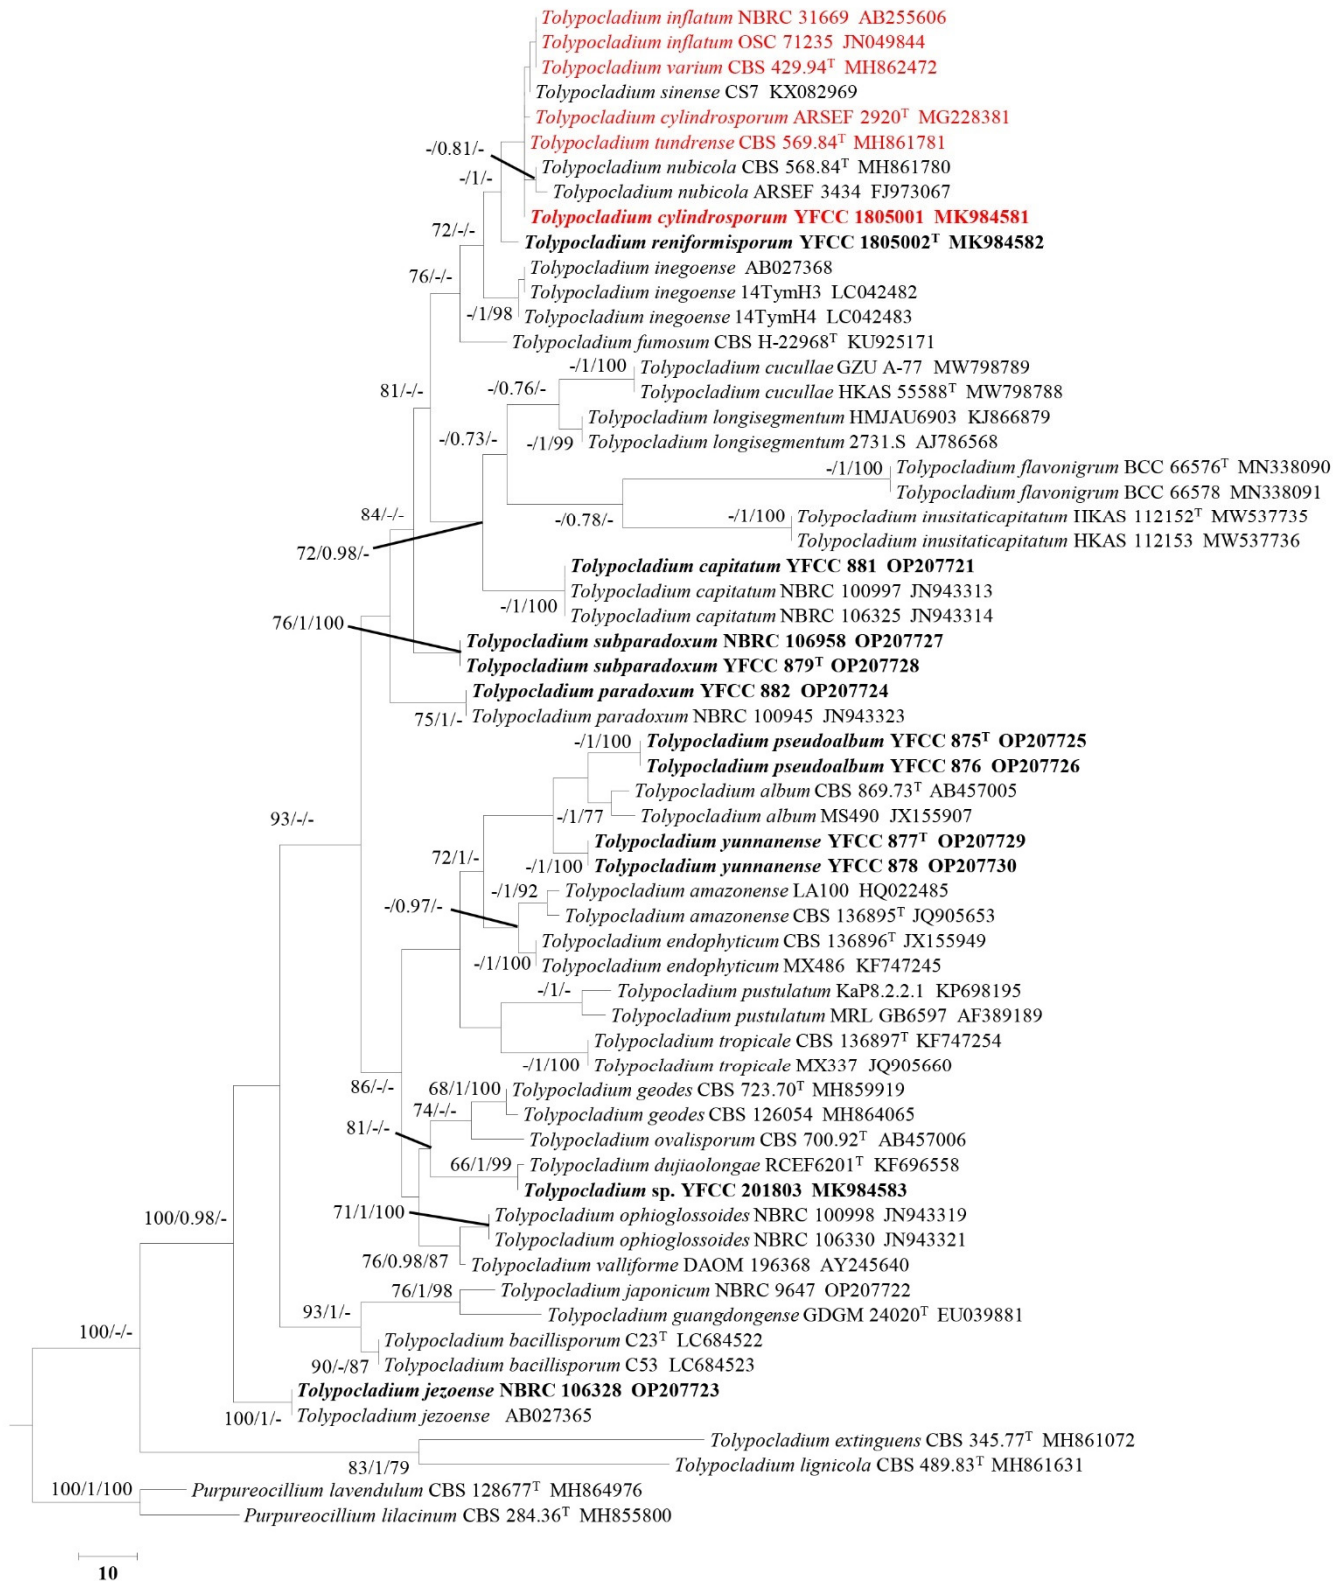 Tolypocladium inflatum NBRC 31669 AB255606
Tolypocladium inflatum OSC 71235 JN049844
Tolypocladium varium CBS 429.94ᵀ MH862472
Tolypocladium sinense CS7 KX082969
Tolypocladium cylindrosporum ARSEF 2920ᵀ MG228381
Tolypocladium tundrense CBS 569.84ᵀ MH861781
-/0.81/-
Tolypocladium nubicola CBS 568.84ᵀ MH861780
-/1/-
Tolypocladium nubicola ARSEF 3434 FJ973067
Tolypocladium cylindrosporum YFCC 1805001 MK984581
72/-/-
Tolypocladium reniformisporum YFCC 1805002ᵀ MK984582
Tolypocladium inegoense AB027368
76/-/-
Tolypocladium inegoense 14TymH3 LC042482
-/1/98
Tolypocladium inegoense 14TymH4 LC042483
Tolypocladium fumosum CBS H-22968ᵀ KU925171
-/1/100
Tolypocladium cucullae GZU A-77 MW798789
81/-/-
-/0.76/-
Tolypocladium cucullae HKAS 55588ᵀ MW798788
Tolypocladium longisegmentum HMJAU6903 KJ866879
-/0.73/-
-/1/99
Tolypocladium longisegmentum 2731.S AJ786568
-/1/100
Tolypocladium flavonigrum BCC 66576ᵀ MN338090
Tolypocladium flavonigrum BCC 66578 MN338091
84/-/-
-/0.78/-
-/1/100
Tolypocladium inusitaticapitatum HKAS 112152ᵀ MW537735
Tolypocladium inusitaticapitatum HKAS 112153 MW537736
72/0.98/-
Tolypocladium capitatum YFCC 881 OP207721
Tolypocladium capitatum NBRC 100997 JN943313
-/1/100
Tolypocladium capitatum NBRC 106325 JN943314
76/1/100
Tolypocladium subparadoxum NBRC 106958 OP207727
Tolypocladium subparadoxum YFCC 879ᵀ OP207728
Tolypocladium paradoxum YFCC 882 OP207724
75/1/-
Tolypocladium paradoxum NBRC 100945 JN943323
-/1/100
Tolypocladium pseudoalbum YFCC 875ᵀ OP207725
Tolypocladium pseudoalbum YFCC 876 OP207726
Tolypocladium album CBS 869.73ᵀ AB457005
93/-/-
-/1/77
Tolypocladium album MS490 JX155907
Tolypocladium yunnanense YFCC 877ᵀ OP207729
72/1/-
-/1/100
Tolypocladium yunnanense YFCC 878 OP207730
-/1/92
Tolypocladium amazonense LA100 HQ022485
-/0.97/-
Tolypocladium amazonense CBS 136895ᵀ JQ905653
Tolypocladium endophyticum CBS 136896ᵀ JX155949
-/1/100
Tolypocladium endophyticum MX486 KF747245
-/1/-
Tolypocladium pustulatum KaP8.2.2.1 KP698195
Tolypocladium pustulatum MRL GB6597 AF389189
Tolypocladium tropicale CBS 136897ᵀ KF747254
-/1/100
Tolypocladium tropicale MX337 JQ905660
86/-/-
68/1/100
Tolypocladium geodes CBS 723.70ᵀ MH859919
74/-/-
Tolypocladium geodes CBS 126054 MH864065
81/-/-
Tolypocladium ovalisporum CBS 700.92ᵀ AB457006
66/1/99
Tolypocladium dujiaolongae RCEF6201ᵀ KF696558
Tolypocladium sp. YFCC 201803 MK984583
100/0.98/-
71/1/100
Tolypocladium ophioglossoides NBRC 100998 JN943319
Tolypocladium ophioglossoides NBRC 106330 JN943321
76/0.98/87
Tolypocladium valliforme DAOM 196368 AY245640
76/1/98
Tolypocladium japonicum NBRC 9647 OP207722
93/1/-
Tolypocladium guangdongense GDGM 24020ᵀ EU039881
100/-/-
Tolypocladium bacillisporum C23ᵀ LC684522
90/-/87
Tolypocladium bacillisporum C53 LC684523
Tolypocladium jezoense NBRC 106328 OP207723
100/1/-
Tolypocladium jezoense AB027365
Tolypocladium extinguens CBS 345.77ᵀ MH861072
83/1/79
Tolypocladium lignicola CBS 489.83ᵀ MH861631
100/1/100
Purpureocillium lavendulum CBS 128677ᵀ MH864976
Purpureocillium lilacinum CBS 284.36ᵀ MH855800
10